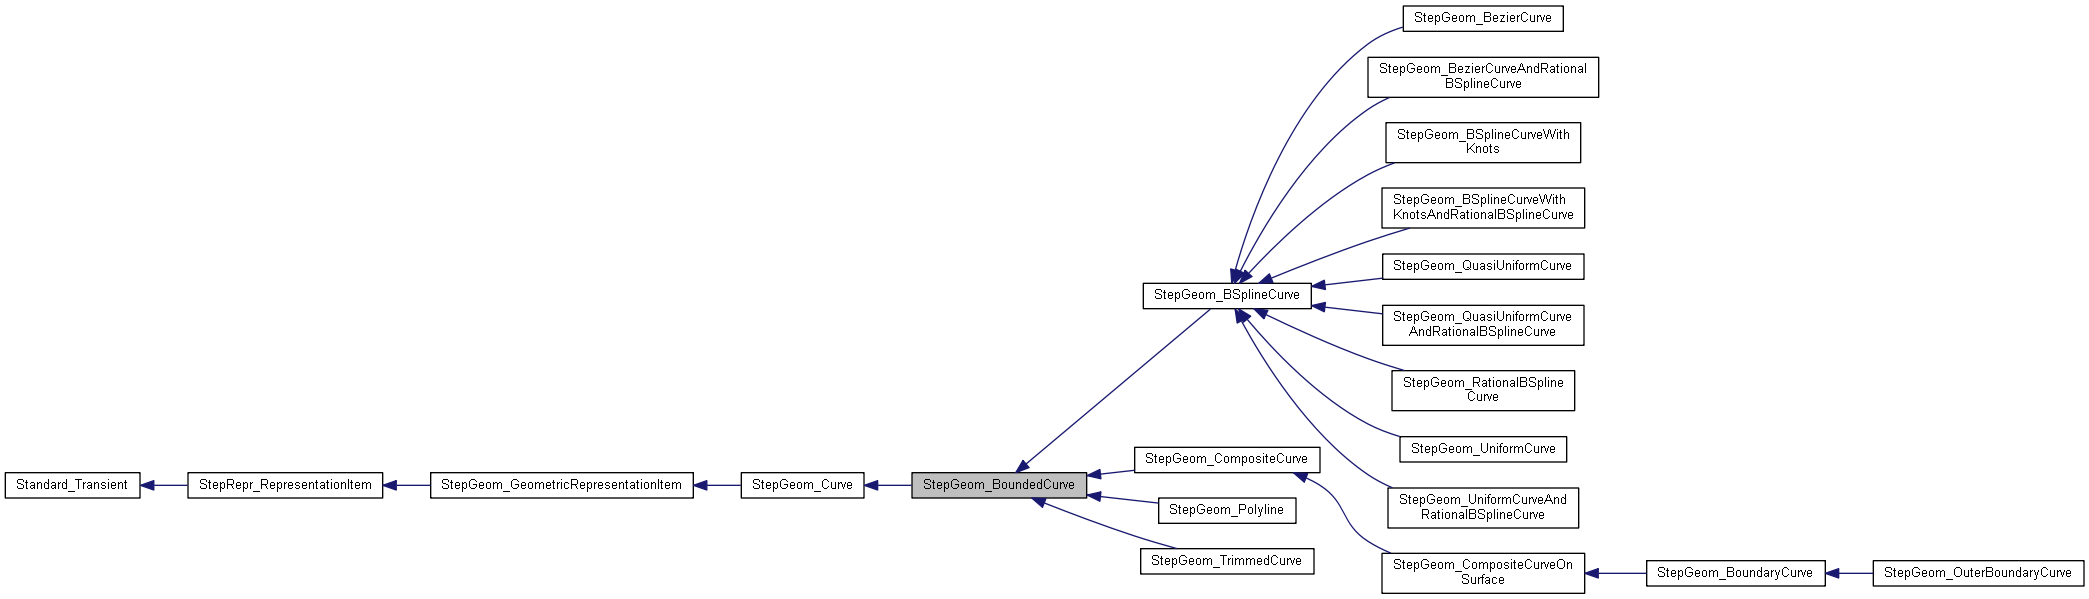 StepGeom_BezierCurve
StepGeom_BezierCurveAndRational
BSplineCurve
StepGeom_BSplineCurveWith
Knots
StepGeom_BSplineCurveWith
KnotsAndRationalBSplineCurve
StepGeom_QuasiUniformCurve
StepGeom_BSplineCurve
StepGeom_QuasiUniformCurve
AndRationalBSplineCurve
StepGeom_RationalBSpline
Curve
StepGeom_UniformCurve
StepGeom_CompositeCurve
Standard_Transient
StepRepr_RepresentationItem
StepGeom_GeometricRepresentationItem
StepGeom_Curve
StepGeom_BoundedCurve
StepGeom_UniformCurveAnd
RationalBSplineCurve
StepGeom_Polyline
StepGeom_TrimmedCurve
StepGeom_CompositeCurveOn
Surface
StepGeom_BoundaryCurve
StepGeom_OuterBoundaryCurve